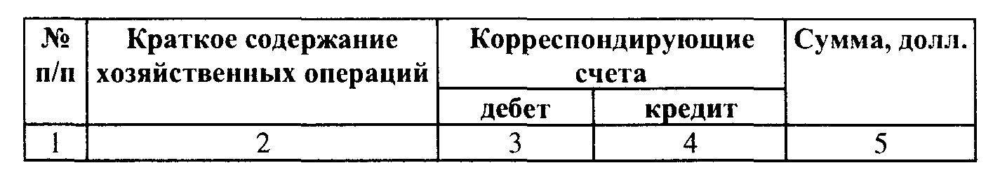 № п/п
Краткое содержание
хозяйственных операций
Корреспондирующие
счета
Сумма, долл.
дебет
кредит
1
2
3
4
5